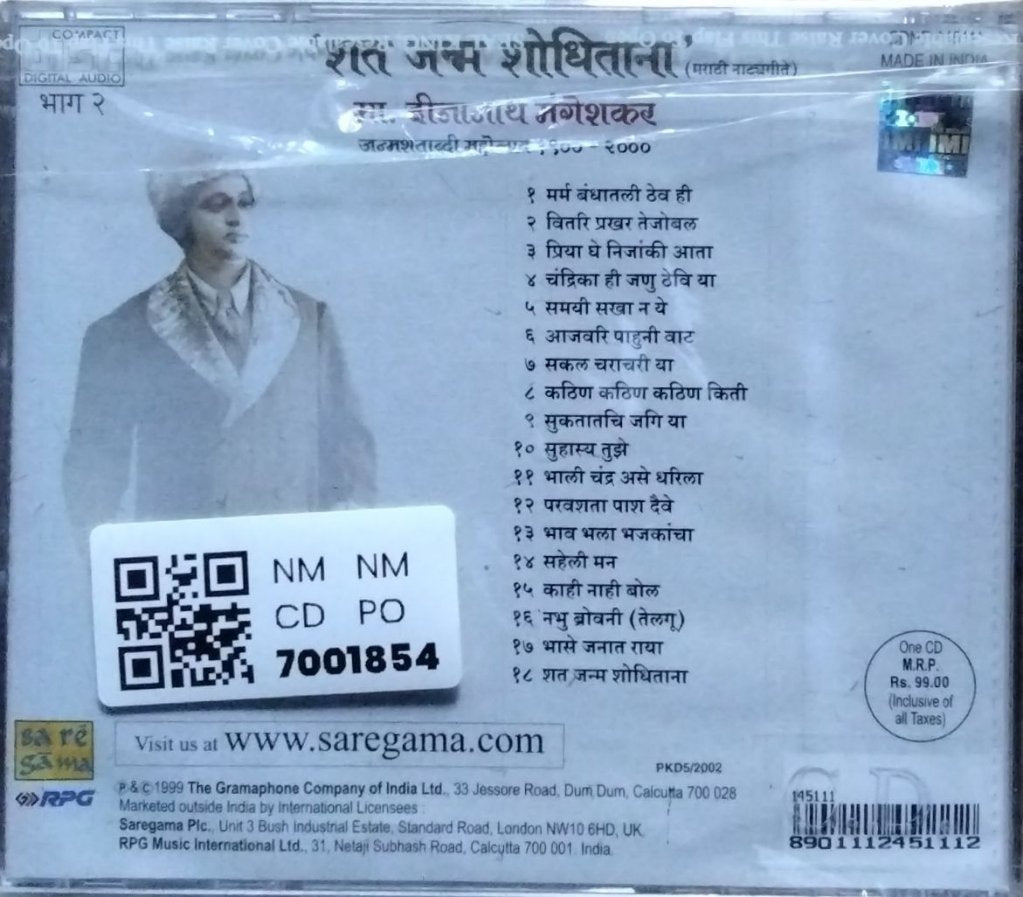 COMPACT
DIGITAL AUDIO
'शत जन्म शोधिताना' (मराठी नाट्यगीते)
MADE IN INDIA
भाग २
मा. दीनानाथ मंगेशकर
जन्मशताब्दी १९०० - २०००
१ मर्म बंधातली ठेव ही
२ वितरि प्रखर तेजोबल
३ प्रिया घे निजांकी आता
४ चंद्रिका ही जणु ठेवि या
५ समयी सखा न ये
६ आजवरि पाहुनी वाट
७ सकल चराचरी या
८ कठिण कठिण कठिण किती
९ सुकतातचि जगि या
१० सुहास्य तुझे
११ भाली चंद्र असे धरिला
१२ परवशता पाश दैवे
१३ भाव भला भजकांचा
१४ सहेली मन
१५ काही नाही बोल
१६ नभु ब्रोवनी (तेलगू)
१७ भासे जनात राया
१८ शत जन्म शोधिताना
NM NM
CD PO
7001854
One CD
M.R.P.
Rs. 99.00
(Inclusive of
all Taxes)
sa re
ga ma
RPG
Visit us at www.saregama.com
PKD5/2002
P & C 1999 The Gramaphone Company of India Ltd., 33 Jessore Road, Dum Dum, Calcutta 700 028
Marketed outside India by International Licensees :
Saregama Plc., Unit 3 Bush Industrial Estate, Standard Road, London NW10 6HD, UK.
RPG Music International Ltd., 31, Netaji Subhash Road, Calcutta 700 001. India.
CD
145111
8901112451112